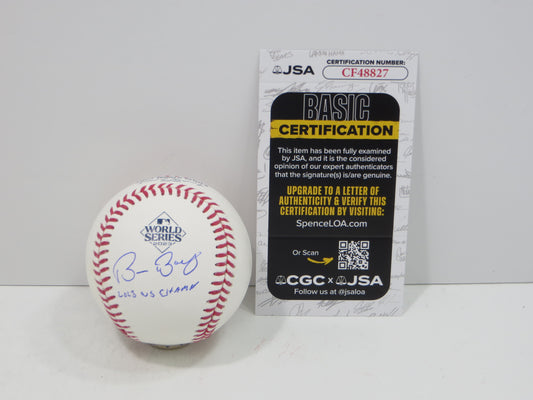 JSA
CERTIFICATION NUMBER:
CF48827
BASIC
CERTIFICATION
This item has been fully examined
by JSA, and it is the considered
opinion of our expert authenticators
that the signature(s) is/are genuine.
UPGRADE TO A LETTER OF
AUTHENTICITY & VERIFY THIS
CERTIFICATION BY VISITING:
SpenceLOA.com
Or Scan
CGC x JSA
Follow us at @jsaloa
WORLD
SERIES
2023
2023 WS CHAMP